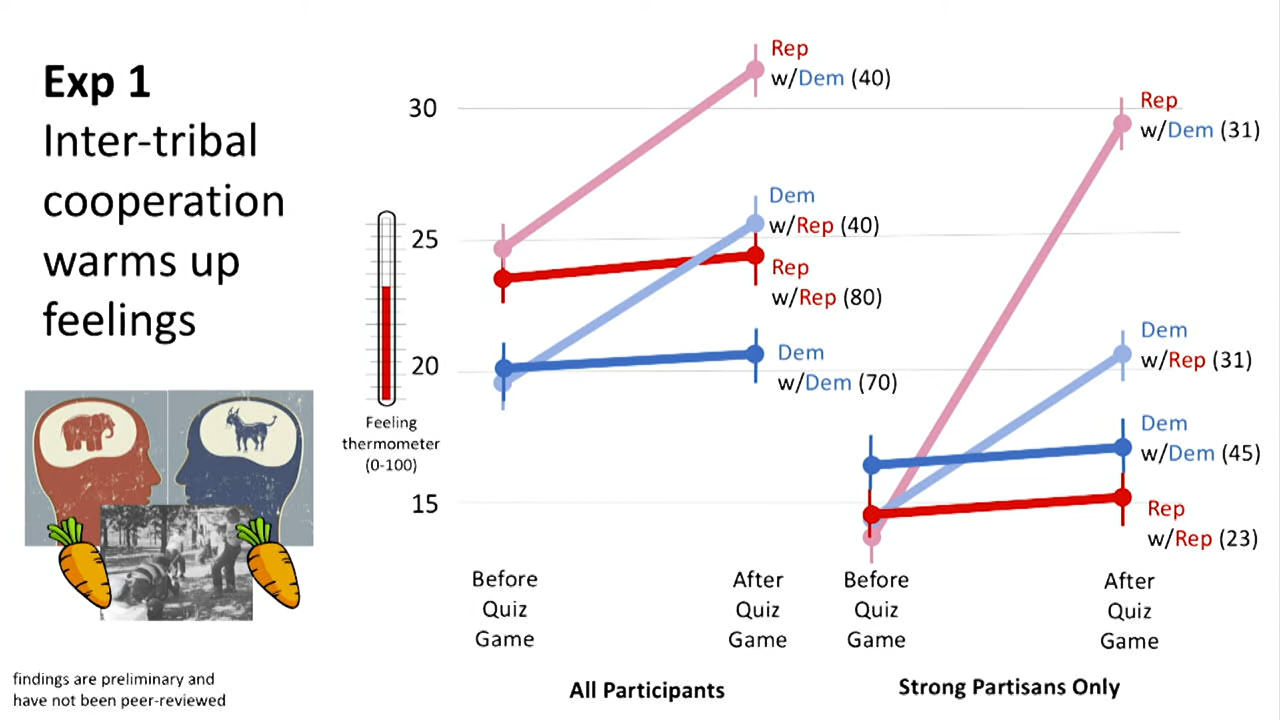 Exp 1
Inter-tribal
cooperation
warms up
feelings
findings are preliminary and
have not been peer-reviewed
Feeling
thermometer
(0-100)
30
25
20
15
Rep
w/Dem (40)
Dem
w/Rep (40)
Rep
w/Rep (80)
Dem
w/Dem (70)
Before
Quiz
Game
After
Quiz
Game
All Participants
Rep
w/Dem (31)
Dem
w/Rep (31)
Dem
w/Dem (45)
Rep
w/Rep (23)
Before
Quiz
Game
After
Quiz
Game
Strong Partisans Only